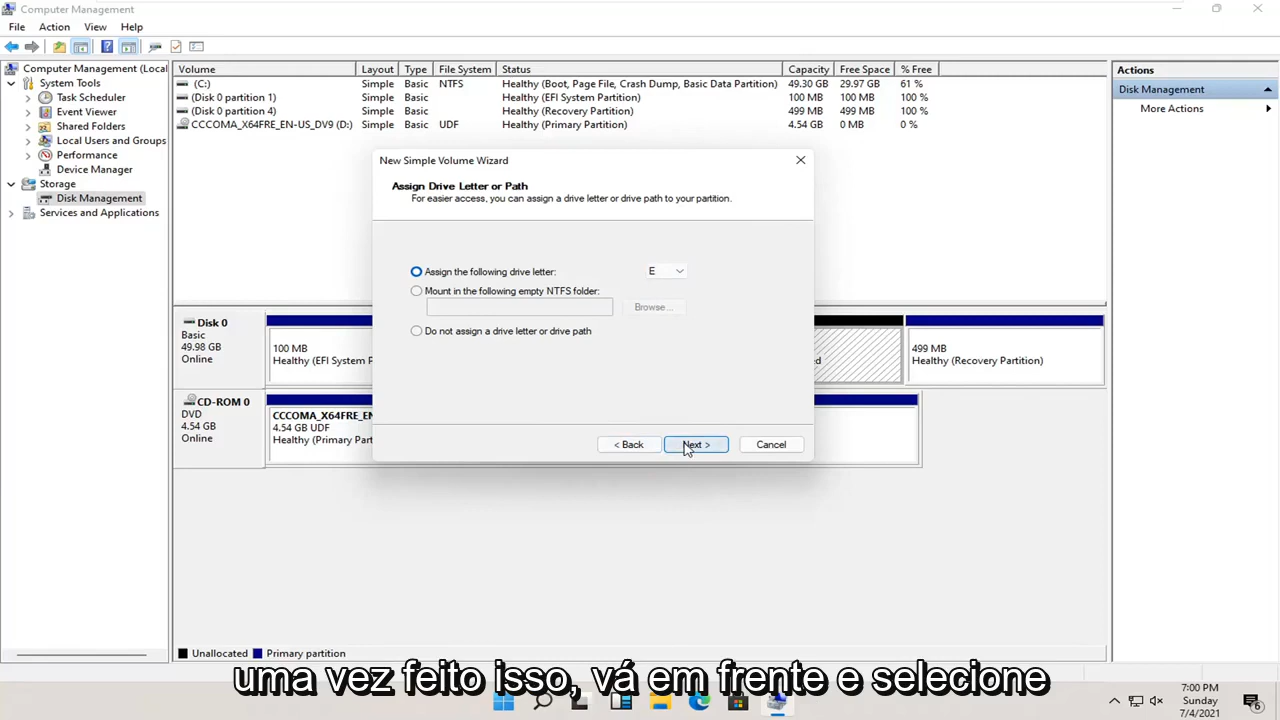 Computer Management
File Action View Help
Computer Management (Local
System Tools
Task Scheduler
Event Viewer
Shared Folders
Local Users and Groups
Performance
Device Manager
Storage
Disk Management
Services and Applications
Volume Layout Type File System Status Capacity Free Space % Free
(C:) Simple Basic NTFS Healthy (Boot, Page File, Crash Dump, Basic Data Partition) 49.30 GB 29.97 GB 61 %
(Disk 0 partition 1) Simple Basic Healthy (EFI System Partition) 100 MB 100 MB 100 %
(Disk 0 partition 4) Simple Basic Healthy (Recovery Partition) 499 MB 499 MB 100 %
CCCOMA_X64FRE_EN-US_DV9 (D:) Simple Basic UDF Healthy (Primary Partition) 4.54 GB 0 MB 0 %
Actions
Disk Management
More Actions
New Simple Volume Wizard
Assign Drive Letter or Path
For easier access, you can assign a drive letter or drive path to your partition.
Assign the following drive letter: E
Mount in the following empty NTFS folder:
Browse...
Do not assign a drive letter or drive path
< Back Next > Cancel
Disk 0
Basic
49.98 GB
Online
100 MB
Healthy (EFI System P
ed
499 MB
Healthy (Recovery Partition)
CD-ROM 0
DVD
4.54 GB
Online
CCCOMA_X64FRE_EN
4.54 GB UDF
Healthy (Primary Part
Unallocated Primary partition
uma vez feito isso, vá em frente e selecione
7:00 PM
Sunday
7/4/2021
6